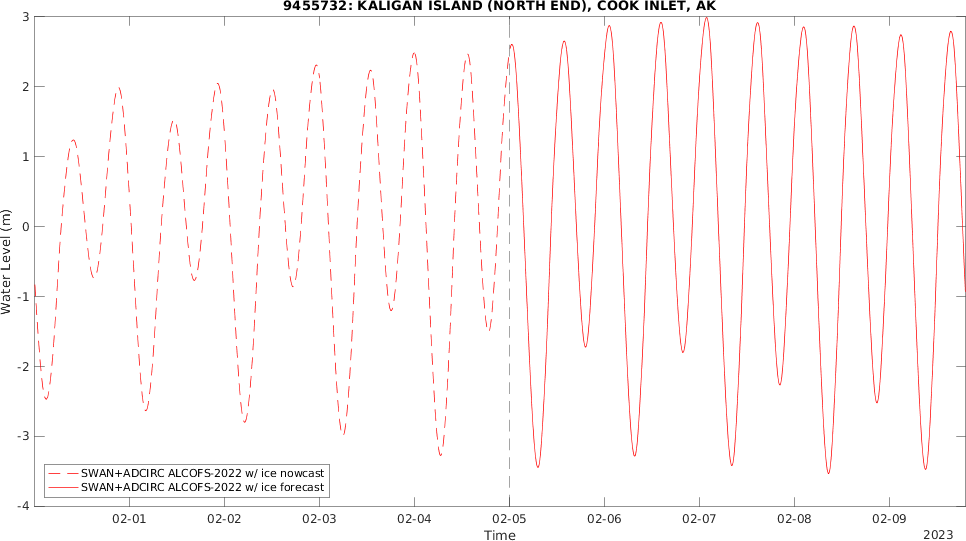 9455732: KALIGAN ISLAND (NORTH END), COOK INLET, AK
3
2
1
0
-1
-2
-3
-4
Water Level (m)
SWAN+ADCIRC ALCOFS-2022 w/ ice nowcast
SWAN+ADCIRC ALCOFS-2022 w/ ice forecast
02-01 02-02 02-03 02-04 02-05 02-06 02-07 02-08 02-09
Time
2023